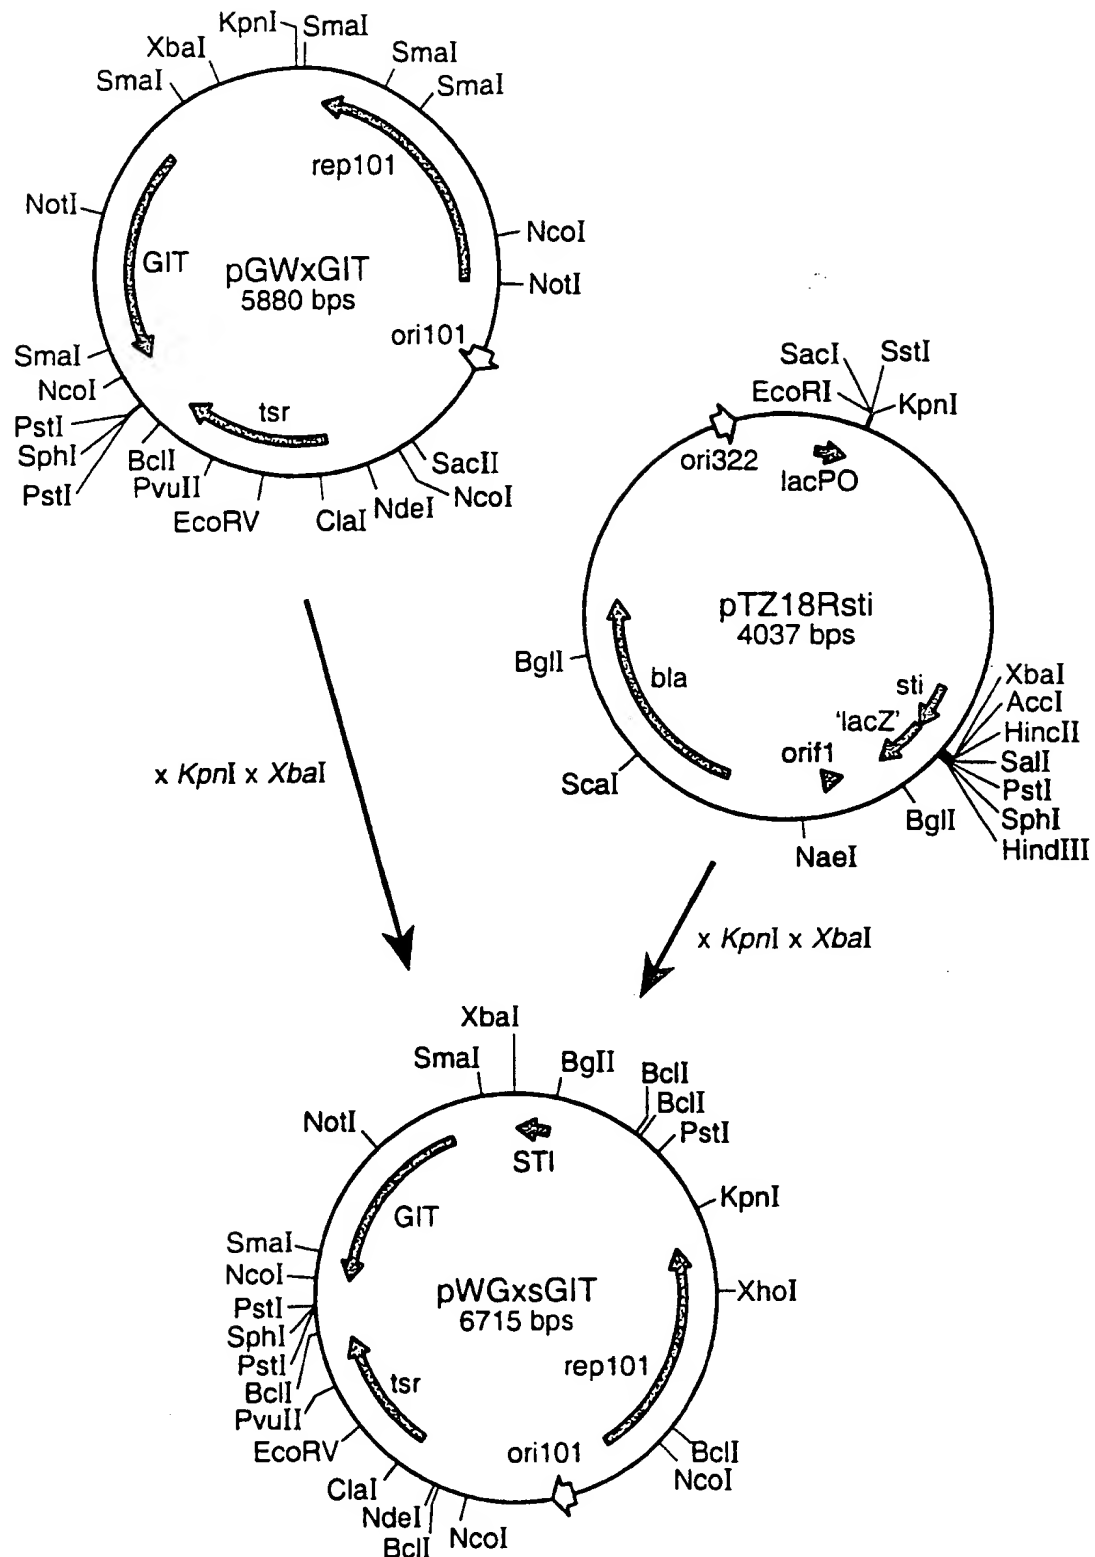 KpnI
SmaI
XbaI
SmaI
SmaI
SmaI
rep101
NotI
NcoI
GIT
pGWxGIT
5880 bps
NotI
ori101
SmaI
NcoI
tsr
PstI
SphI
PstI
BclI
PvuII
EcoRV
ClaI
NdeI
NcoI
SacII
SacI
SstI
EcoRI
KpnI
ori322
lacPO
pTZ18Rsti
4037 bps
BglI
bla
sti
'lacZ'
orif1
XbaI
AccI
HincII
SalI
PstI
SphI
HindIII
ScaI
BglI
NaeI
x KpnI x XbaI
x KpnI x XbaI
XbaI
SmaI
BglI
BclI
BclI
PstI
NotI
STI
KpnI
GIT
SmaI
NcoI
PstI
SphI
PstI
BclI
PvuII
EcoRV
pWGxsGIT
6715 bps
XhoI
rep101
tsr
ori101
BclI
NcoI
ClaI
NdeI
BclI
NcoI